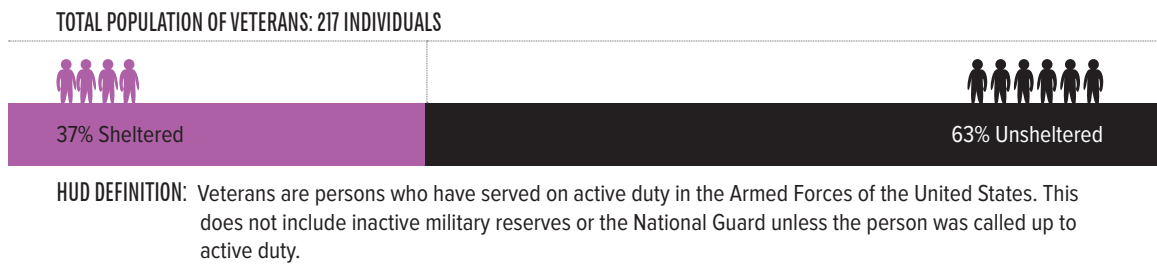 TOTAL POPULATION OF VETERANS: 217 INDIVIDUALS
37% Sheltered
63% Unsheltered
HUD DEFINITION: Veterans are persons who have served on active duty in the Armed Forces of the United States. This
does not include inactive military reserves or the National Guard unless the person was called up to
active duty.